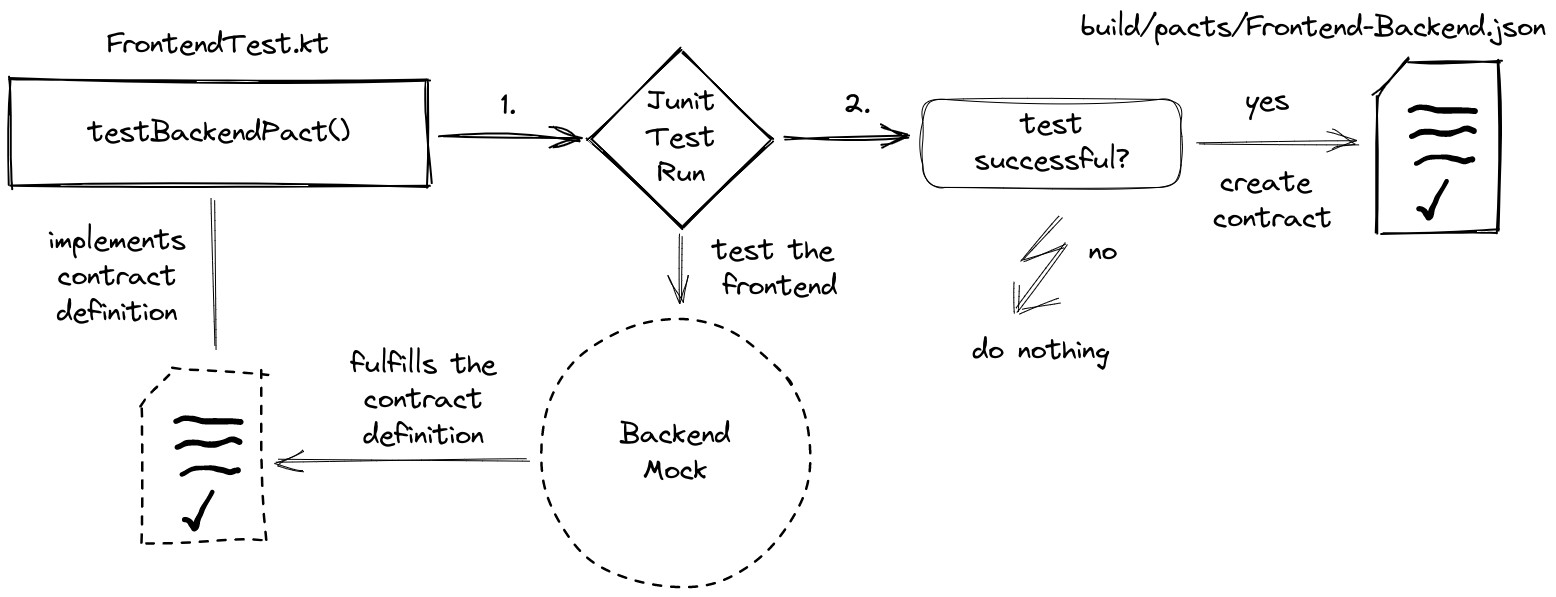 build/pacts/Frontend-Backend.json
FrontendTest.kt
testBackendPact()
1.
Junit
Test
Run
2.
test
successful?
yes
create
contract
implements
contract
definition
test the
frontend
no
do nothing
fulfills the
contract
definition
Backend
Mock